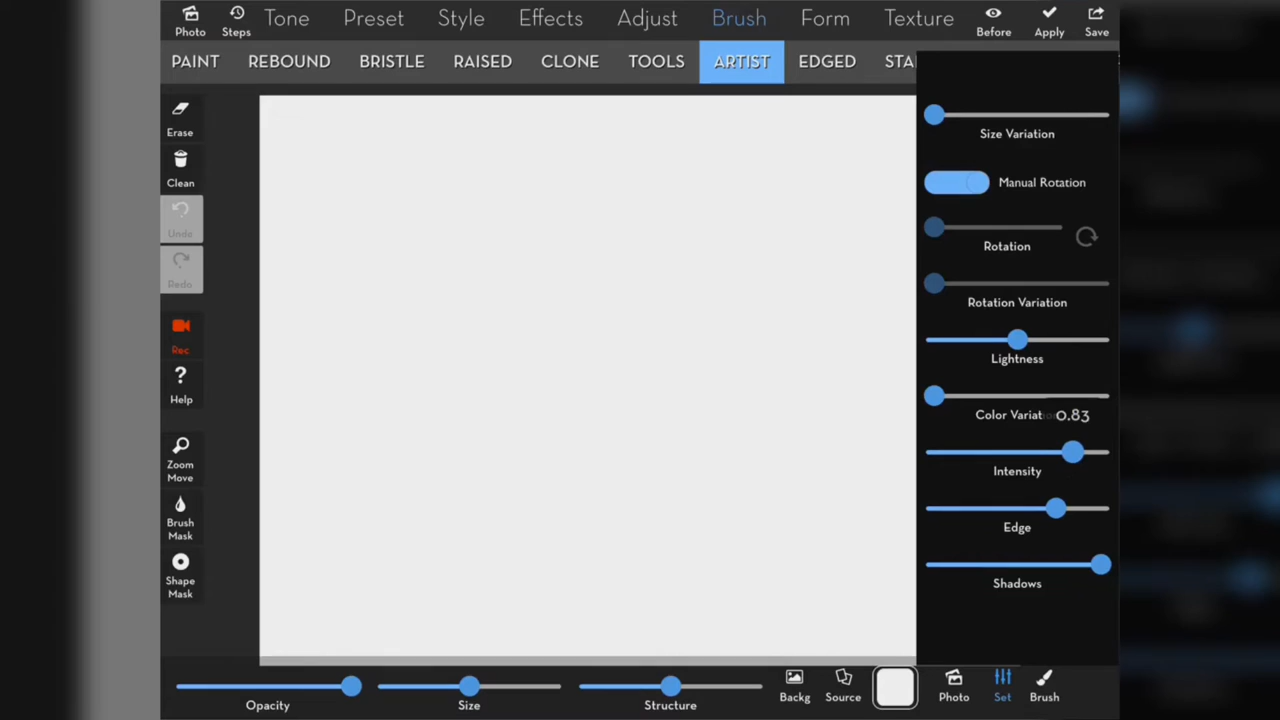 Photo
Steps
Tone
Preset
Style
Effects
Adjust
Brush
Form
Texture
Before
Apply
Save
PAINT
REBOUND
BRISTLE
RAISED
CLONE
TOOLS
ARTIST
EDGED
STA
Erase
Clean
Undo
Redo
Rec
?
Help
Zoom
Move
Brush
Mask
Shape
Mask
Size Variation
Manual Rotation
Rotation
Rotation Variation
Lightness
Color Variation
0.83
Intensity
Edge
Shadows
Opacity
Size
Structure
Backg
Source
Photo
Set
Brush